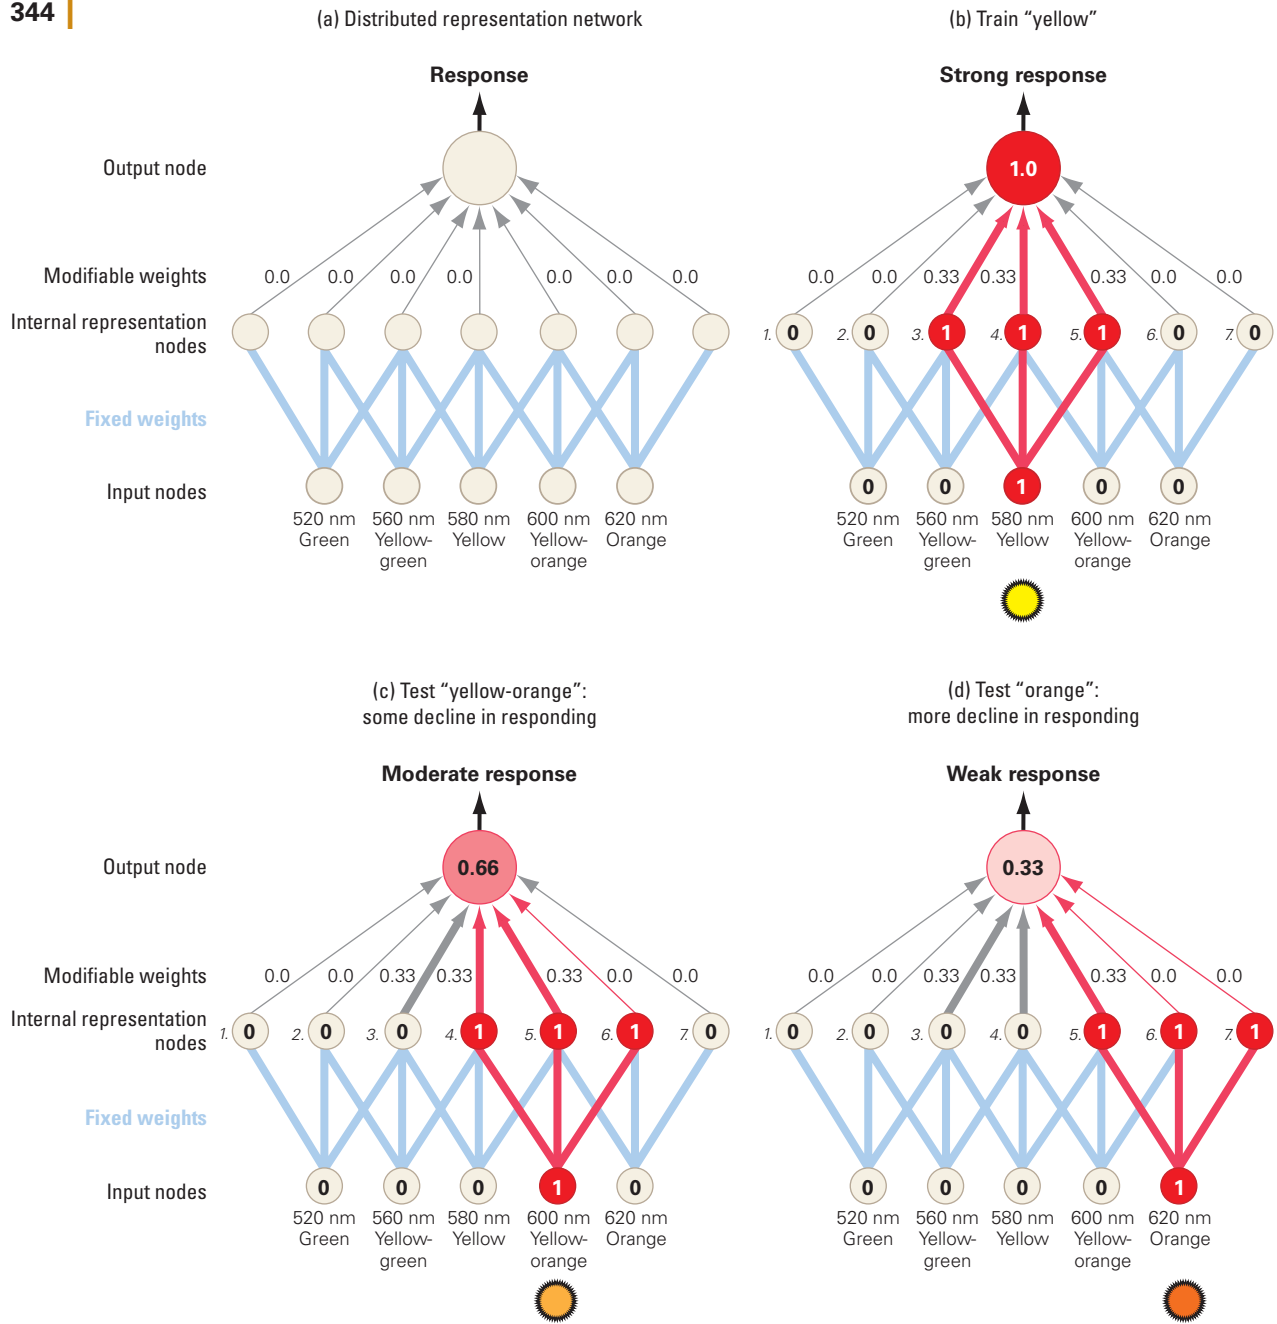 344
(a) Distributed representation network
Response
Output node
Modifiable weights
0.0 0.0 0.0 0.0 0.0 0.0 0.0
Internal representation
nodes
Fixed weights
Input nodes
520 nm 560 nm 580 nm 600 nm 620 nm
Green Yellow- Yellow Yellow- Orange
green orange
(b) Train “yellow”
Strong response
1.0
0.0 0.0 0.33 0.33 0.33 0.0 0.0
1. 0 2. 0 3. 1 4. 1 5. 1 6. 0 7. 0
0 0 1 0 0
520 nm 560 nm 580 nm 600 nm 620 nm
Green Yellow- Yellow Yellow- Orange
green orange
(c) Test “yellow-orange”:
some decline in responding
Moderate response
Output node
0.66
Modifiable weights
0.0 0.0 0.33 0.33 0.33 0.0 0.0
Internal representation
nodes
1. 0 2. 0 3. 0 4. 1 5. 1 6. 1 7. 0
Fixed weights
Input nodes
0 0 0 1 0
520 nm 560 nm 580 nm 600 nm 620 nm
Green Yellow- Yellow Yellow- Orange
green orange
(d) Test “orange”:
more decline in responding
Weak response
0.33
0.0 0.0 0.33 0.33 0.33 0.0 0.0
1. 0 2. 0 3. 0 4. 0 5. 1 6. 1 7. 1
0 0 0 0 1
520 nm 560 nm 580 nm 600 nm 620 nm
Green Yellow- Yellow Yellow- Orange
green orange